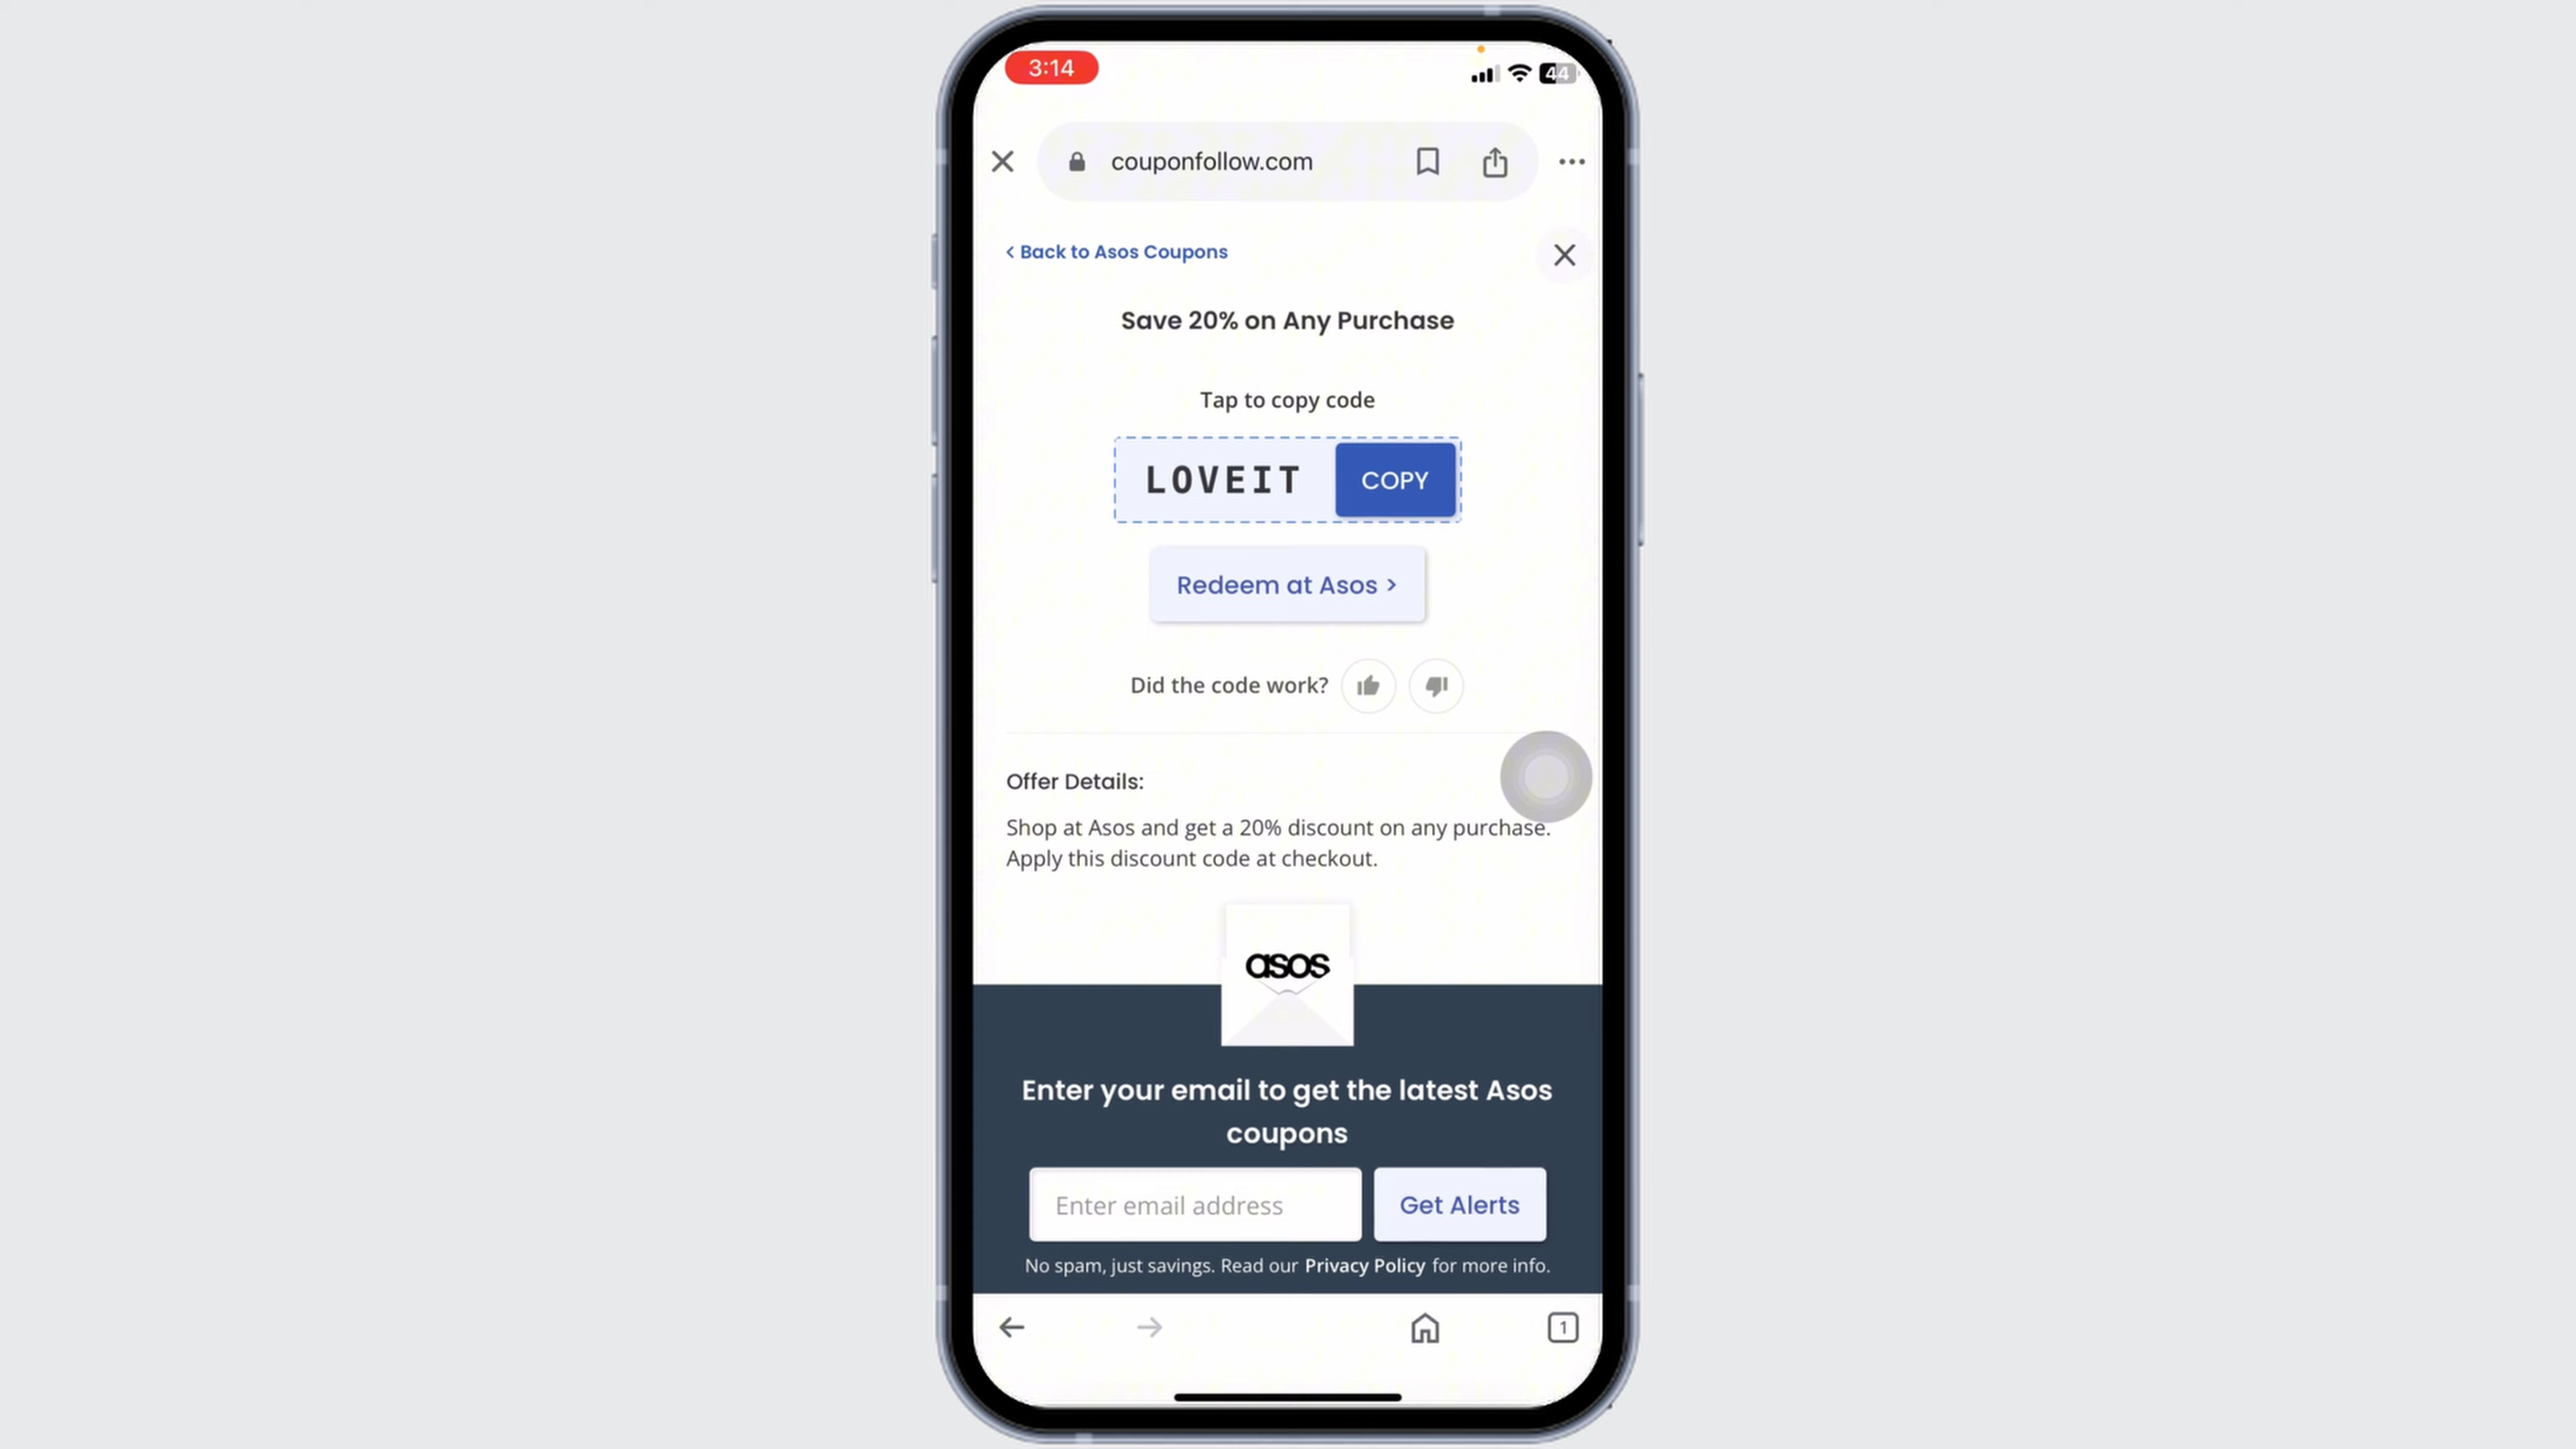 3:14
44
couponfollow.com
Back to Asos Coupons
Save 20% on Any Purchase
Tap to copy code
LOVEIT COPY
Redeem at Asos >
Did the code work?
Offer Details:
Shop at Asos and get a 20% discount on any purchase.
Apply this discount code at checkout.
asos
Enter your email to get the latest Asos
coupons
Enter email address Get Alerts
No spam, just savings. Read our Privacy Policy for more info.
1